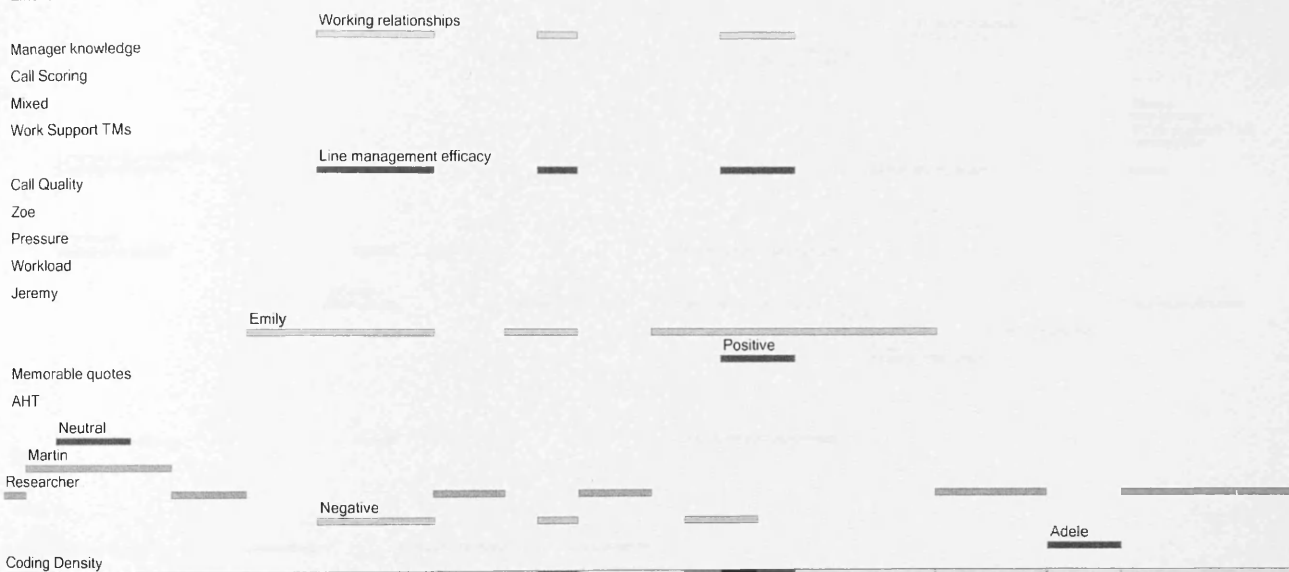 Working relationships
Manager knowledge
Call Scoring
Mixed
Work Support TMs
Line management efficacy
Call Quality
Zoe
Pressure
Workload
Jeremy
Emily
Positive
Memorable quotes
AHT
Neutral
Martin
Researcher
Negative
Adele
Coding Density